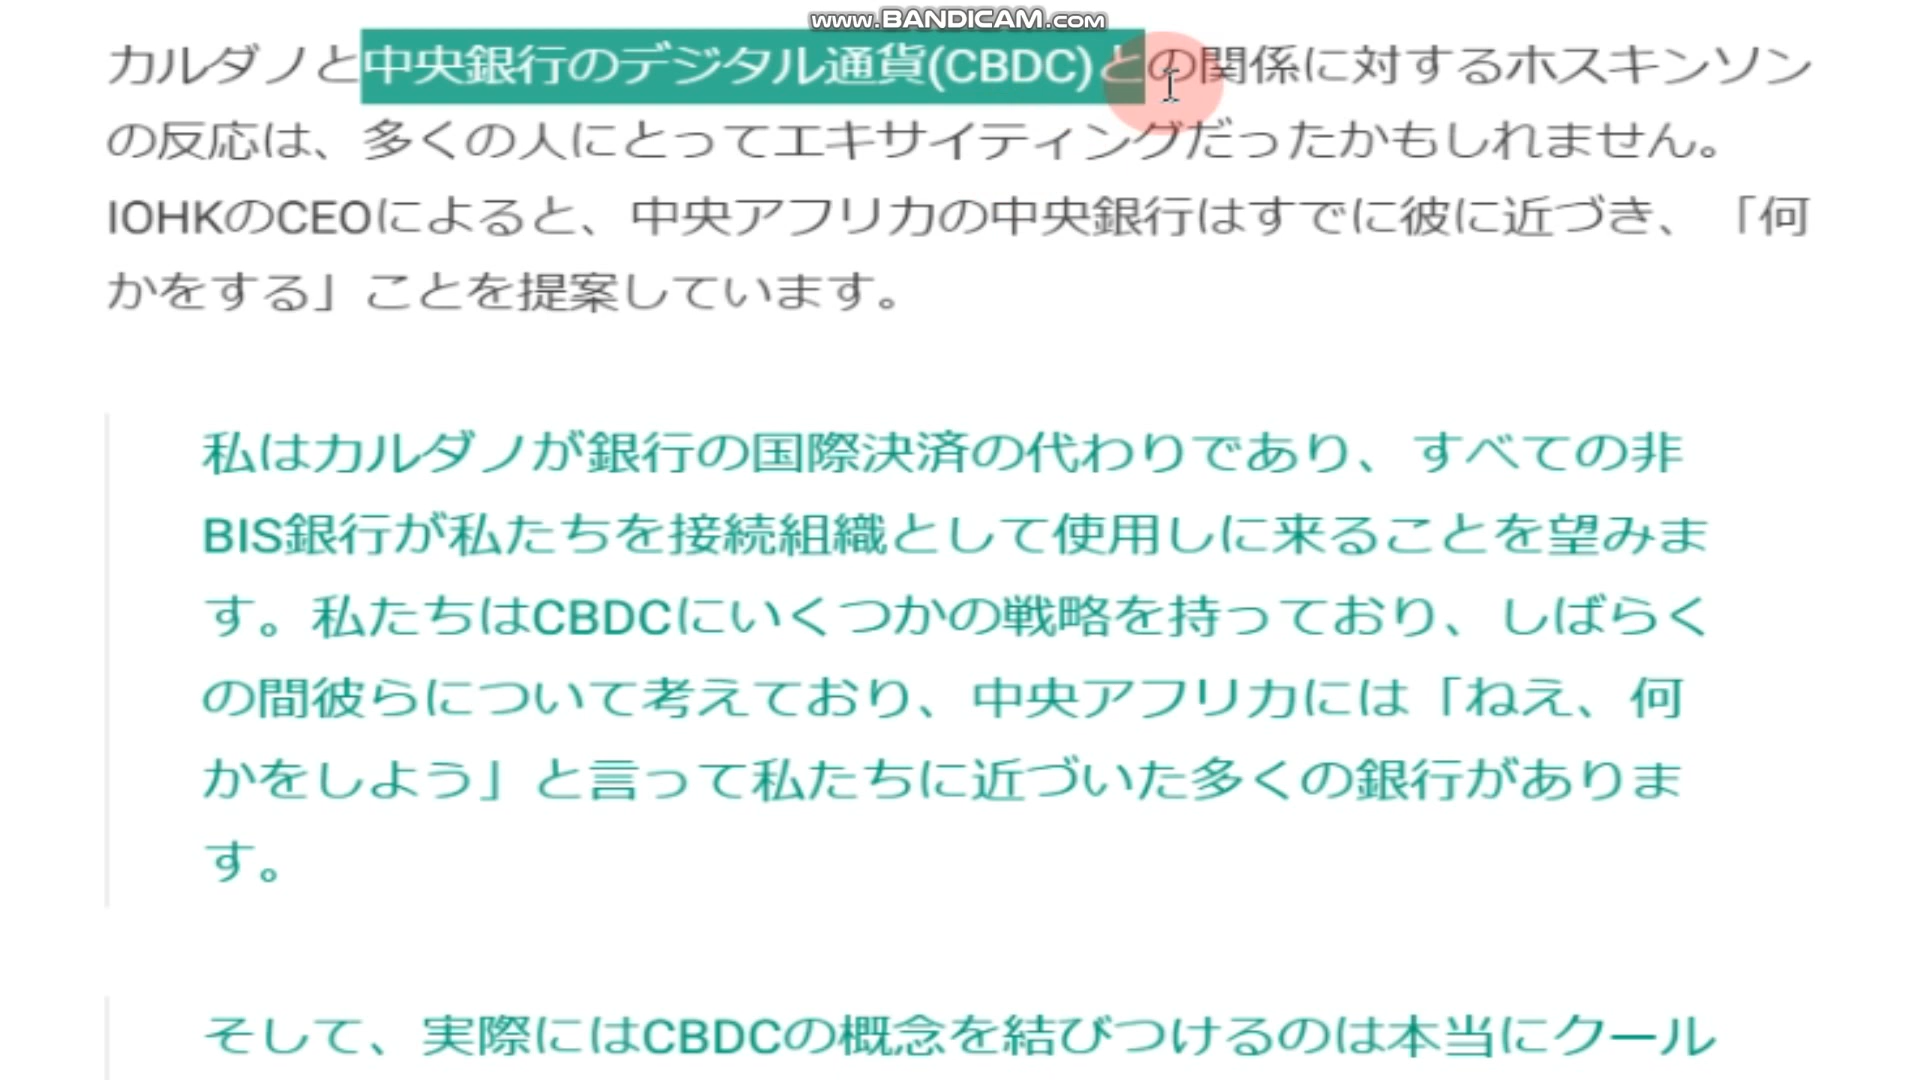 www.BANDICAM.com
カルダノと中央銀行のデジタル通貨(CBDC)との関係に対するホスキンソン
の反応は、多くの人にとってエキサイティングだったかもしれません。
IOHKのCEOによると、中央アフリカの中央銀行はすでに彼に近づき、「何
かをする」ことを提案しています。
私はカルダノが銀行の国際決済の代わりであり、すべての非
BIS銀行が私たちを接続組織として使用しに来ることを望みま
す。私たちはCBDCにいくつかの戦略を持っており、しばらく
の間彼らについて考えており、中央アフリカには「ねえ、何
かをしよう」と言って私たちに近づいた多くの銀行がありま
す。
そして、実際にはCBDCの概念を結びつけるのは本当にクール